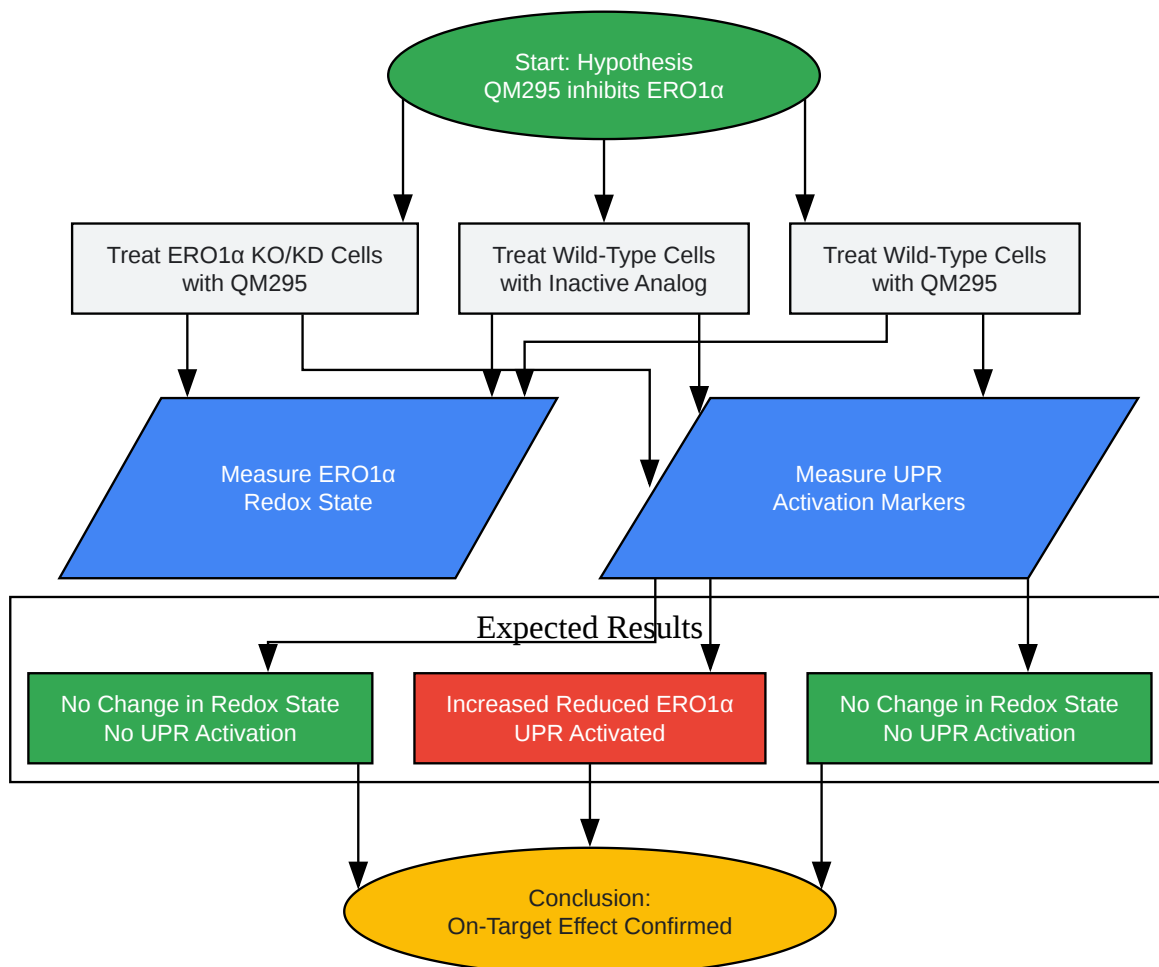 Start: Hypothesis
QM295 inhibits ERO1α
Treat ERO1α KO/KD Cells
with QM295
Treat Wild-Type Cells
with Inactive Analog
Treat Wild-Type Cells
with QM295
Measure ERO1α
Redox State
Measure UPR
Activation Markers
Expected Results
No Change in Redox State
No UPR Activation
Increased Reduced ERO1α
UPR Activated
No Change in Redox State
No UPR Activation
Conclusion:
On-Target Effect Confirmed